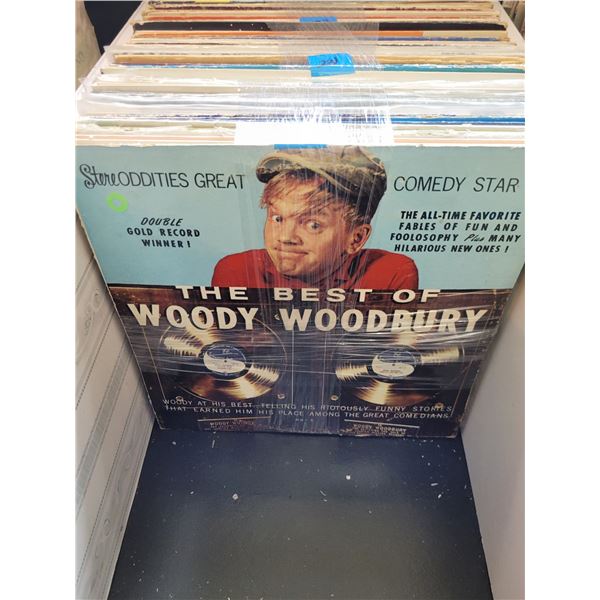 StereODDITIES GREAT
COMEDY STAR
DOUBLE
GOLD RECORD
WINNER!
THE ALL-TIME FAVORITE
FABLES OF FUN AND
FOOLOSOPHY Plus MANY
HILARIOUS NEW ONES!
THE BEST OF
WOODY WOODBURY
WOODY AT HIS BEST TELLING HIS RIOTOUSLY FUNNY STORIES
THAT EARNED HIM HIS PLACE AMONG THE GREAT COMEDIANS
WOODY WOODBURY